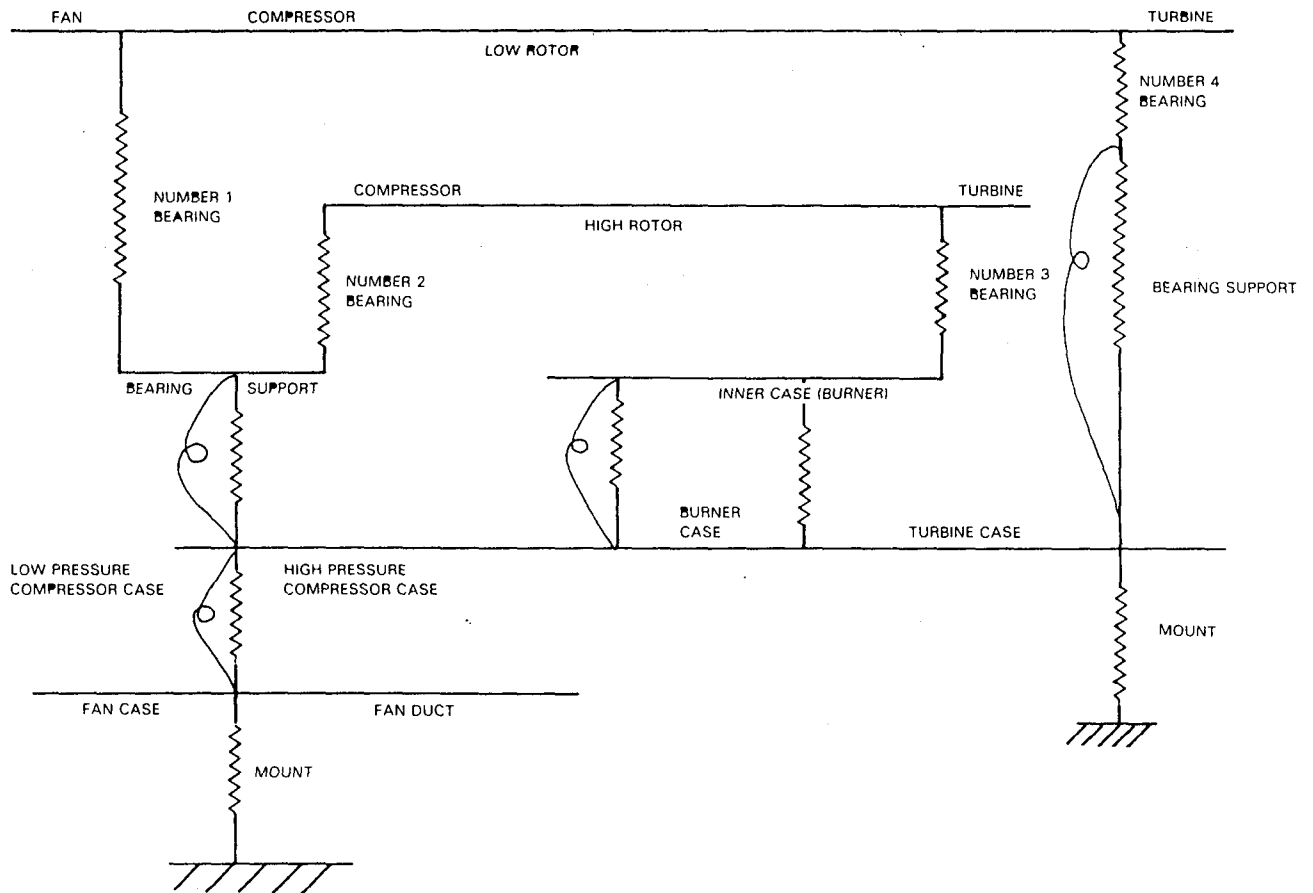 FAN COMPRESSOR TURBINE
LOW ROTOR
NUMBER 4
BEARING
NUMBER 1
BEARING
COMPRESSOR TURBINE
HIGH ROTOR
NUMBER 2
BEARING
NUMBER 3
BEARING
BEARING SUPPORT
BEARING SUPPORT
INNER CASE (BURNER)
BURNER
CASE
TURBINE CASE
LOW PRESSURE
COMPRESSOR CASE
HIGH PRESSURE
COMPRESSOR CASE
MOUNT
FAN CASE FAN DUCT
MOUNT